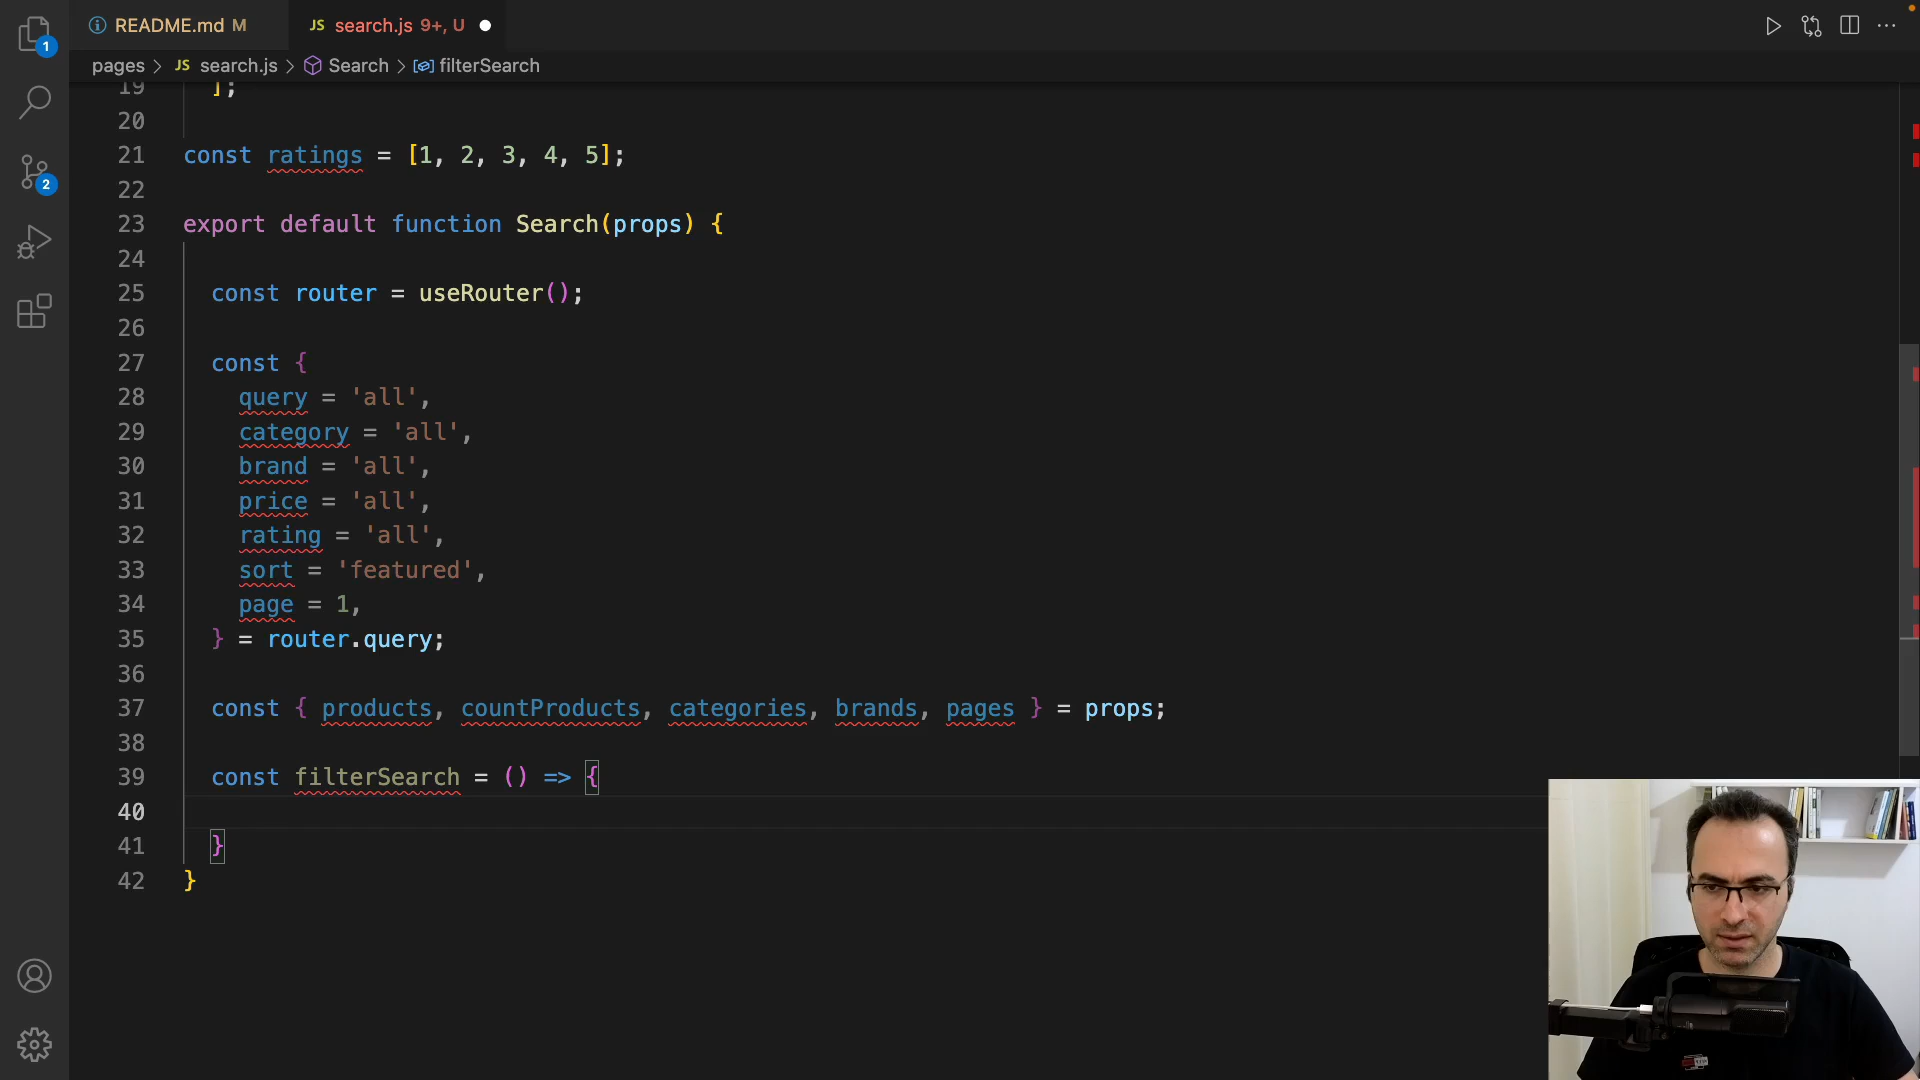 README.md M
JS search.js 9+, U
pages > JS search.js > Search > filterSearch
1
2
19 ];
20
21 const ratings = [1, 2, 3, 4, 5];
22
23 export default function Search(props) {
24
25 const router = useRouter();
26
27 const {
28 query = 'all',
29 category = 'all',
30 brand = 'all',
31 price = 'all',
32 rating = 'all',
33 sort = 'featured',
34 page = 1,
35 } = router.query;
36
37 const { products, countProducts, categories, brands, pages } = props;
38
39 const filterSearch = () => {
40
41 }
42 }